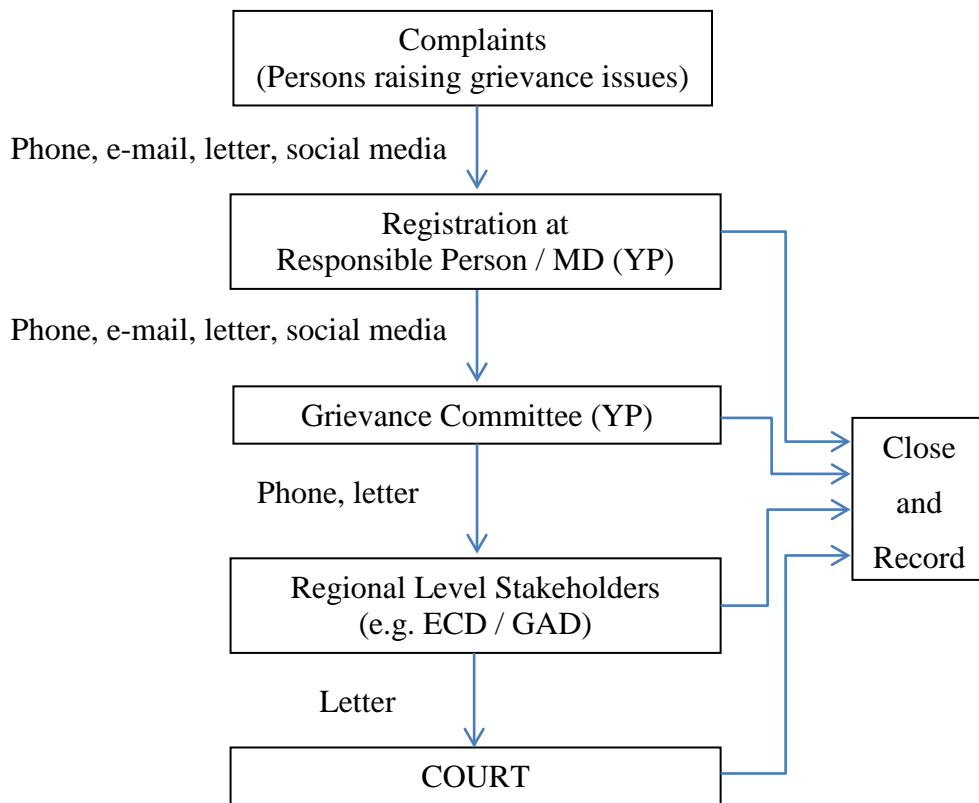 Complaints
(Persons raising grievance issues)
Phone, e-mail, letter, social media
Registration at
Responsible Person / MD (YP)
Phone, e-mail, letter, social media
Grievance Committee (YP)
Close
and
Record
Phone, letter
Regional Level Stakeholders
(e.g. ECD / GAD)
Letter
COURT